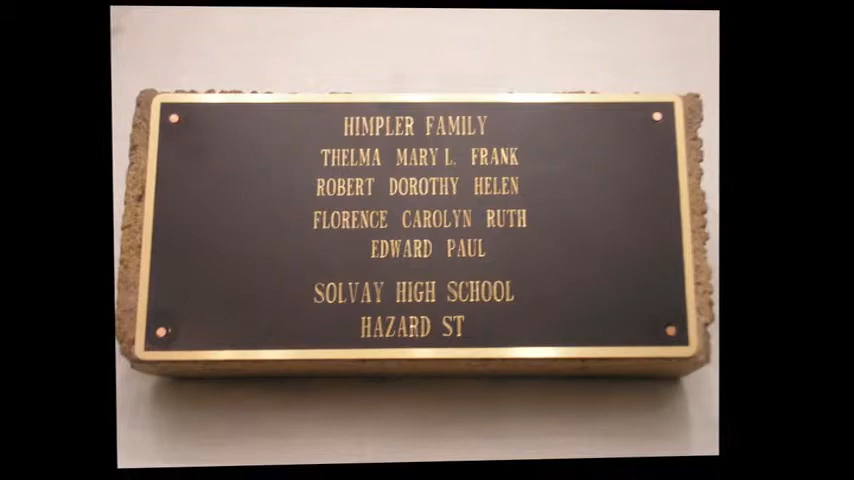 HIMPLER FAMILY
THELMA MARY L. FRANK
ROBERT DOROTHY HELEN
FLORENCE CAROLYN RUTH
EDWARD PAUL
SOLVAY HIGH SCHOOL
HAZARD ST